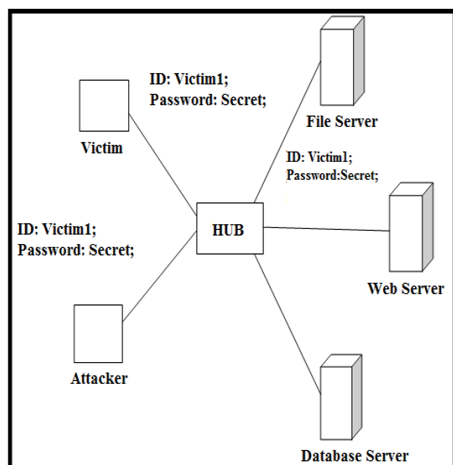 ID: Victim1;
Password: Secret;
Victim
File Server
ID: Victim1;
Password:Secret;
ID: Victim1;
Password: Secret;
HUB
Web Server
Attacker
Database Server